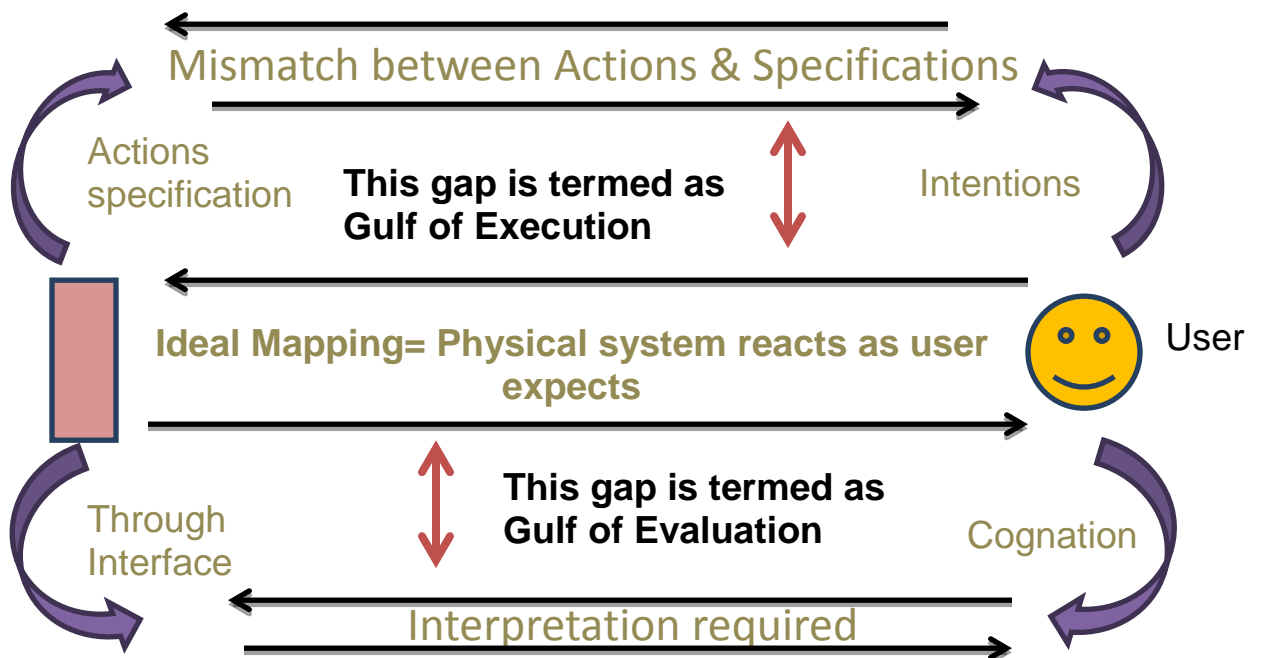 Mismatch between Actions & Specifications
Actions
specification
This gap is termed as
Gulf of Execution
Intentions
Ideal Mapping= Physical system reacts as user
expects
User
This gap is termed as
Gulf of Evaluation
Through
Interface
Cognation
Interpretation required